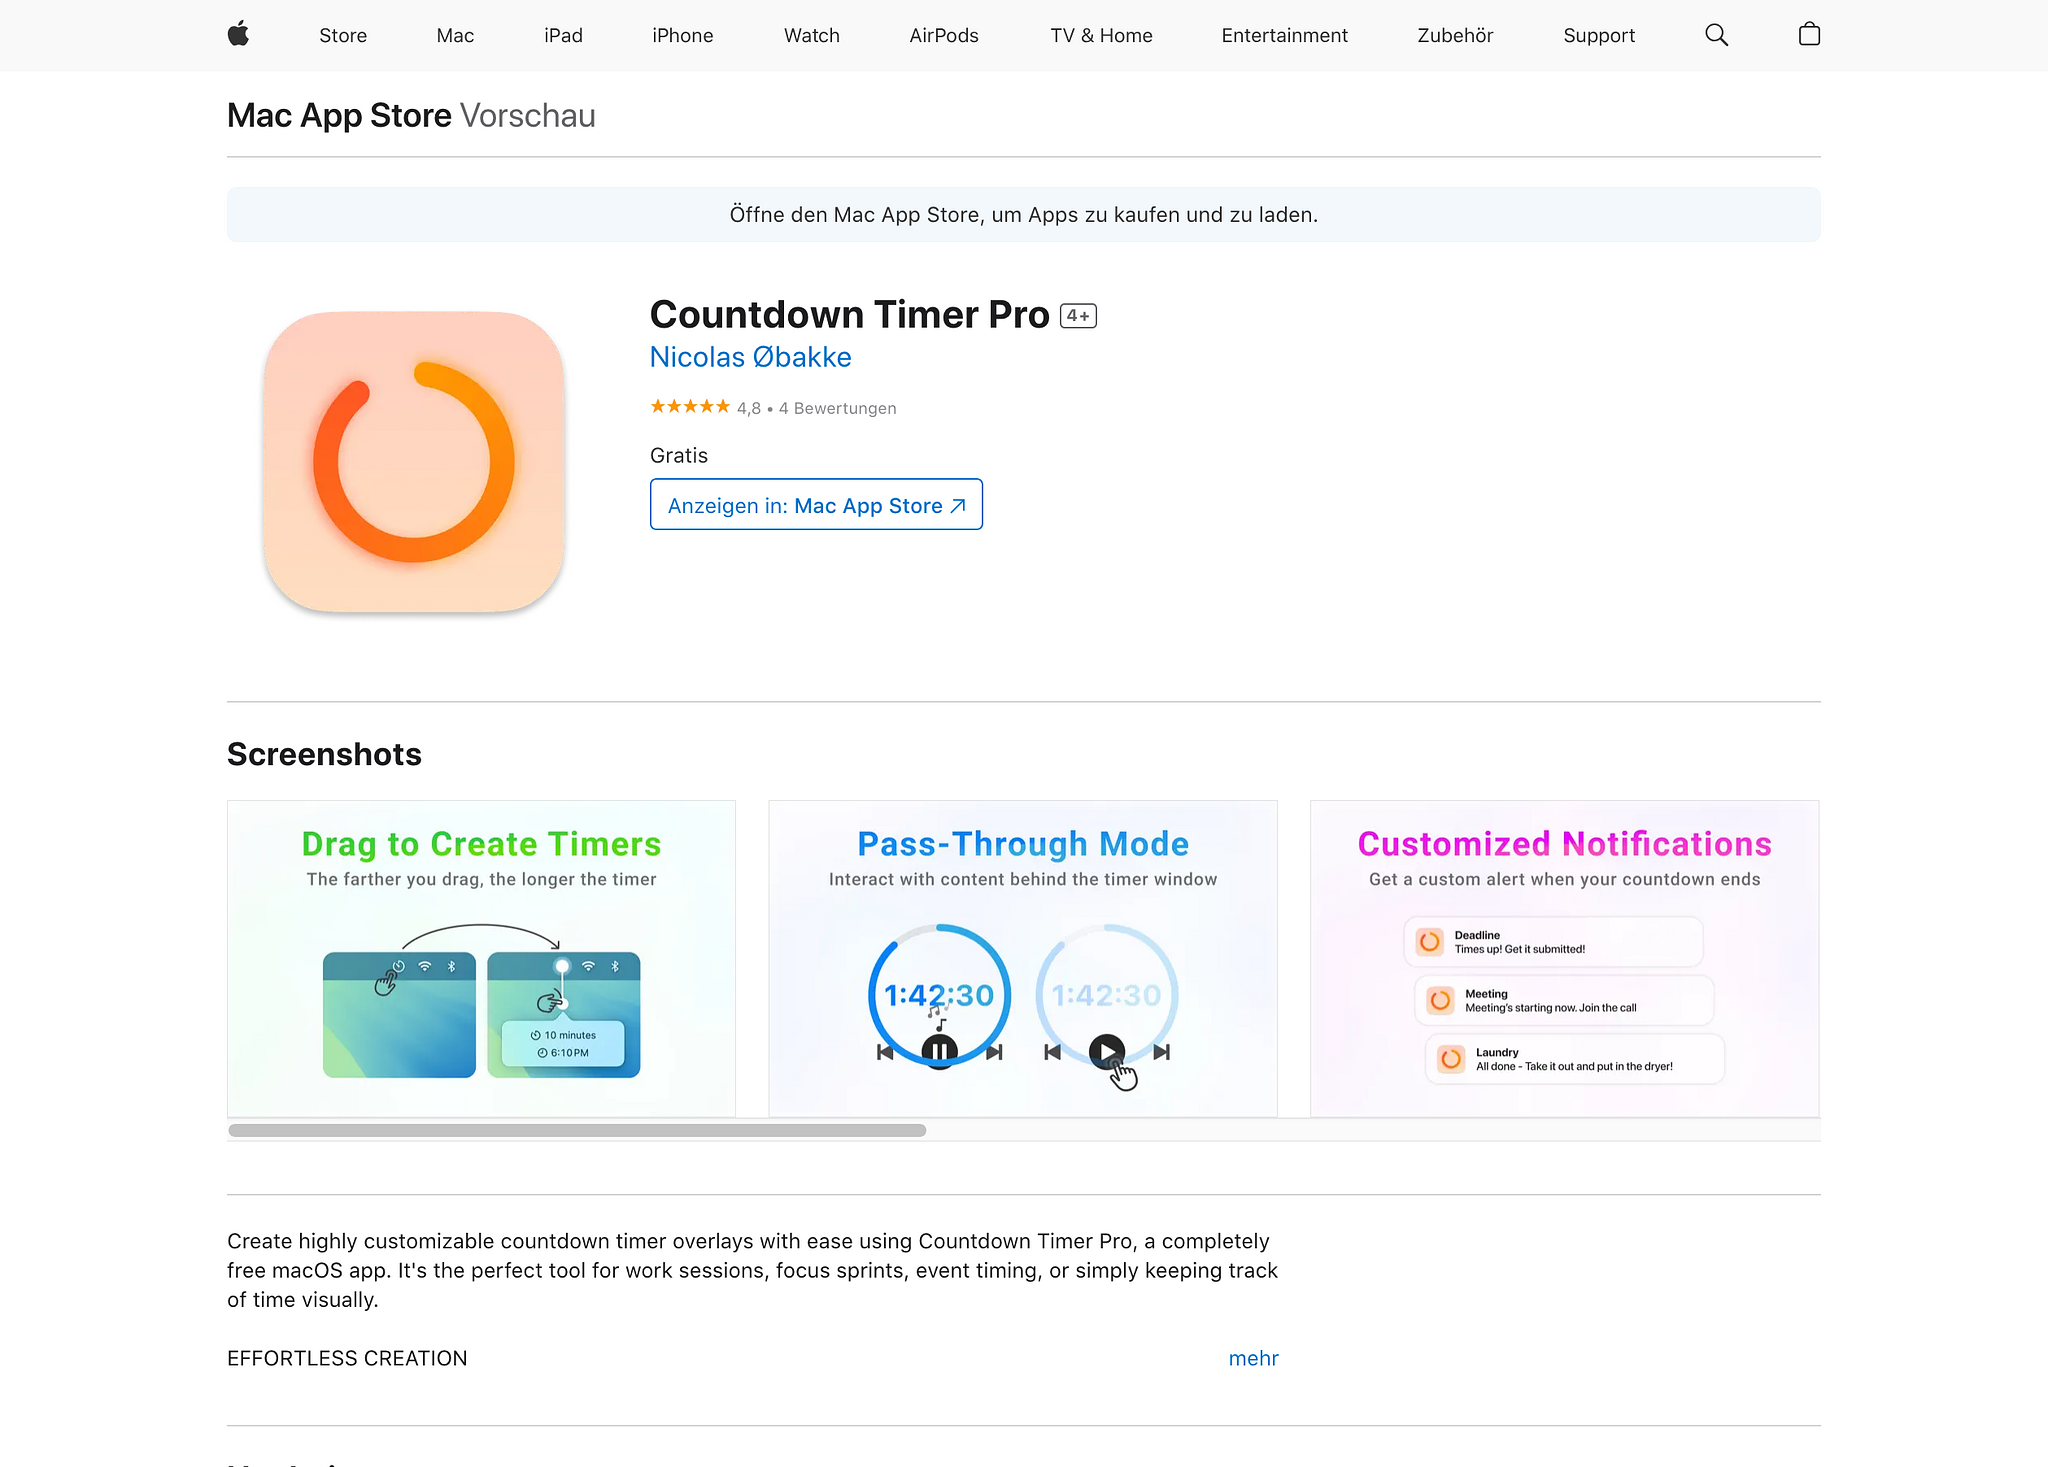 Store Mac iPad iPhone Watch AirPods TV & Home Entertainment Zubehör Support
Mac App Store Vorschau
Öffne den Mac App Store, um Apps zu kaufen und zu laden.
Countdown Timer Pro 4+
Nicolas Øbakke
★★★★★ 4,8 • 4 Bewertungen
Gratis
Anzeigen in: Mac App Store ↗
Screenshots
Drag to Create Timers
The farther you drag, the longer the timer
10 minutes
6:10 PM
Pass-Through Mode
Interact with content behind the timer window
1:42:30
1:42:30
Customized Notifications
Get a custom alert when your countdown ends
Deadline
Times up! Get it submitted!
Meeting
Meeting's starting now. Join the call
Laundry
All done - Take it out and put in the dryer!
Create highly customizable countdown timer overlays with ease using Countdown Timer Pro, a completely
free macOS app. It's the perfect tool for work sessions, focus sprints, event timing, or simply keeping track
of time visually.
EFFORTLESS CREATION
mehr